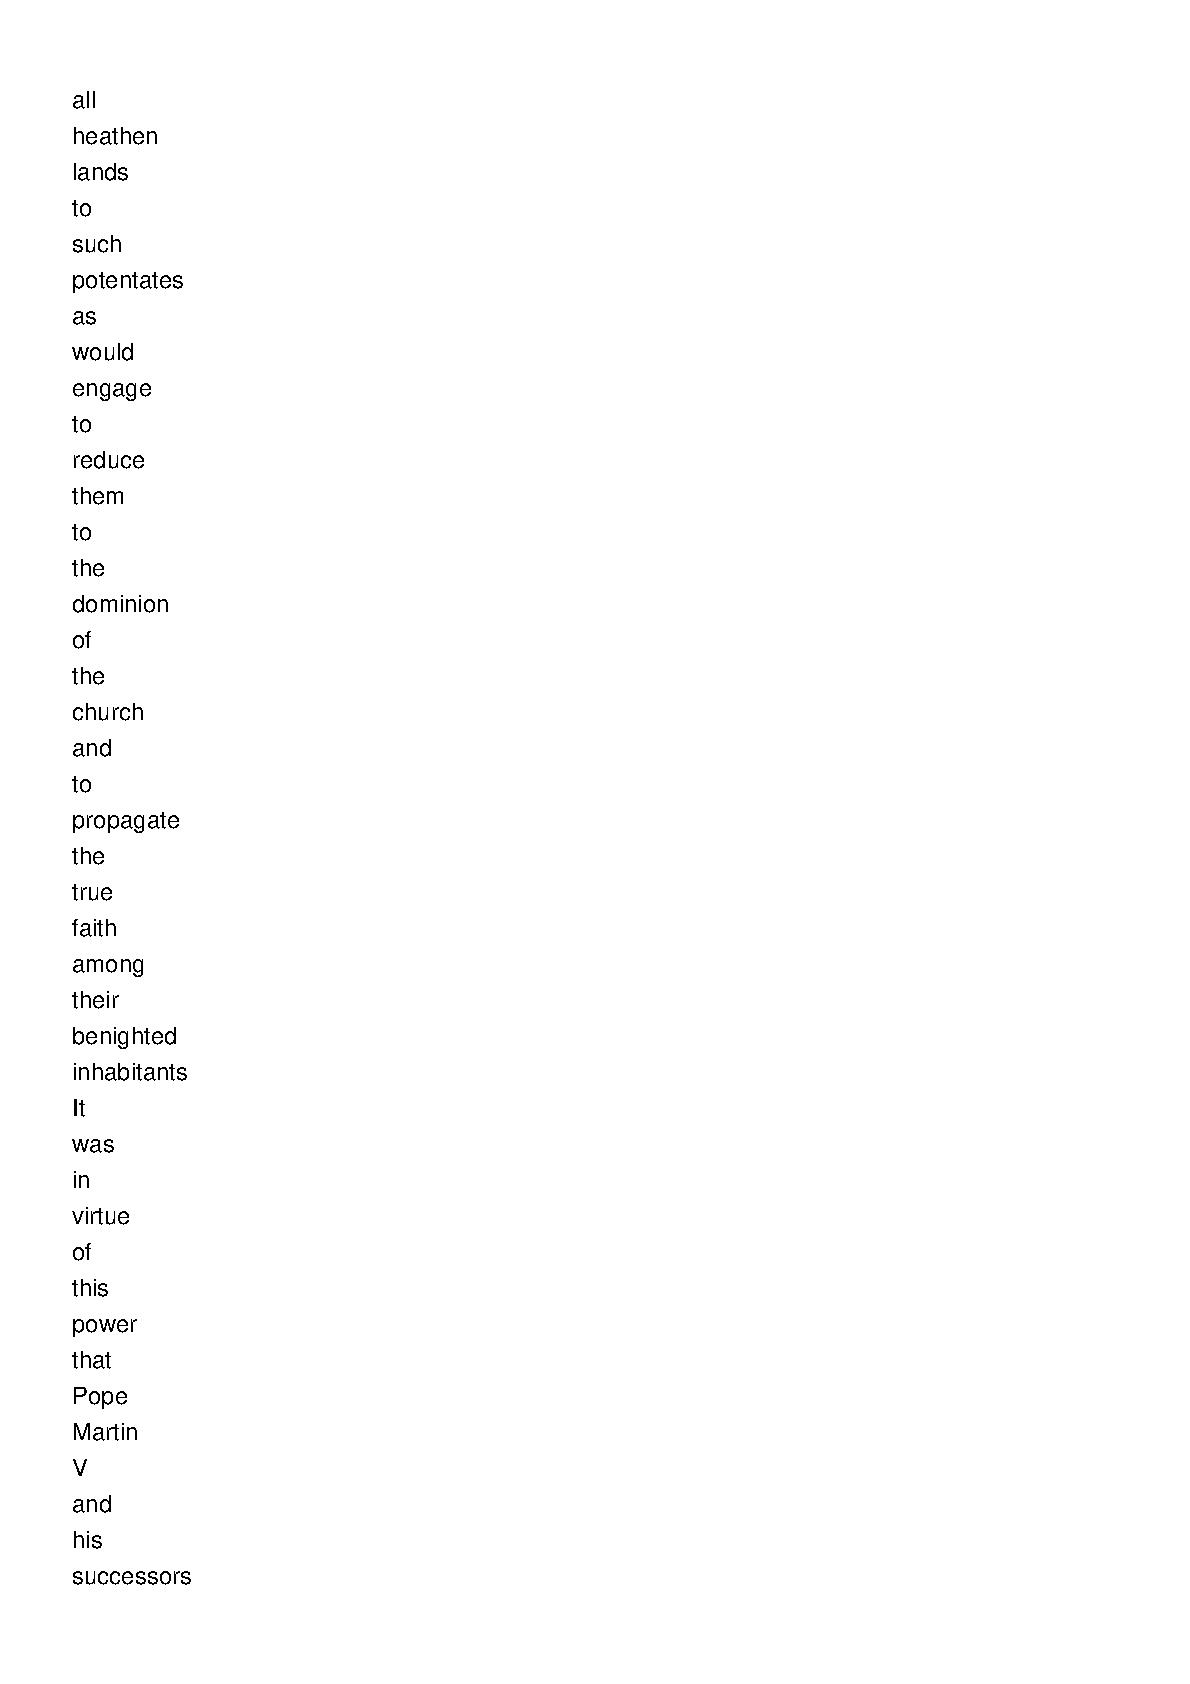 all
heathen
lands
to
such
potentates
as
would
engage
to
reduce
them
to
the
dominion
of
the
church
and
to
propagate
the
true
faith
among
their
benighted
inhabitants
It
was
in
virtue
of
this
power
that
Pope
Martin
V
and
his
successors